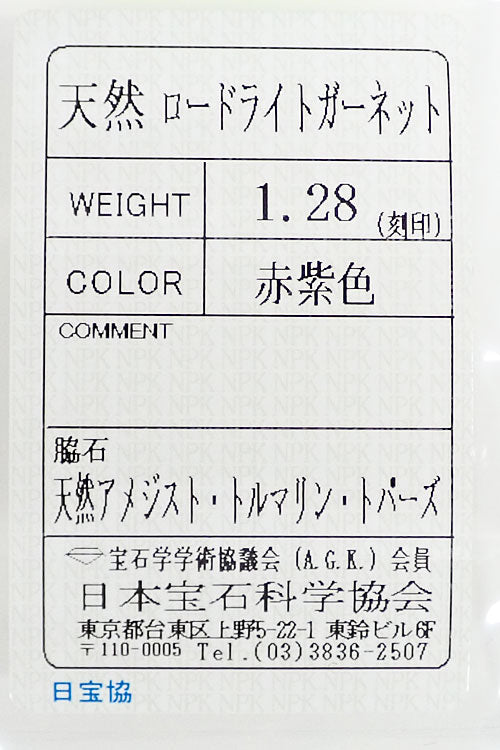 天然 ロードライトガーネット
WEIGHT 1.28 (刻印)
COLOR 赤紫色
COMMENT
脇石
天然アメジスト・トルマリン・トパーズ
宝石学学術協議会 (A.G.K.) 会員
日本宝石科学協会
東京都台東区上野5-22-1 東鈴ビル6F
〒110-0005 Tel.(03)3836-2507
日宝協